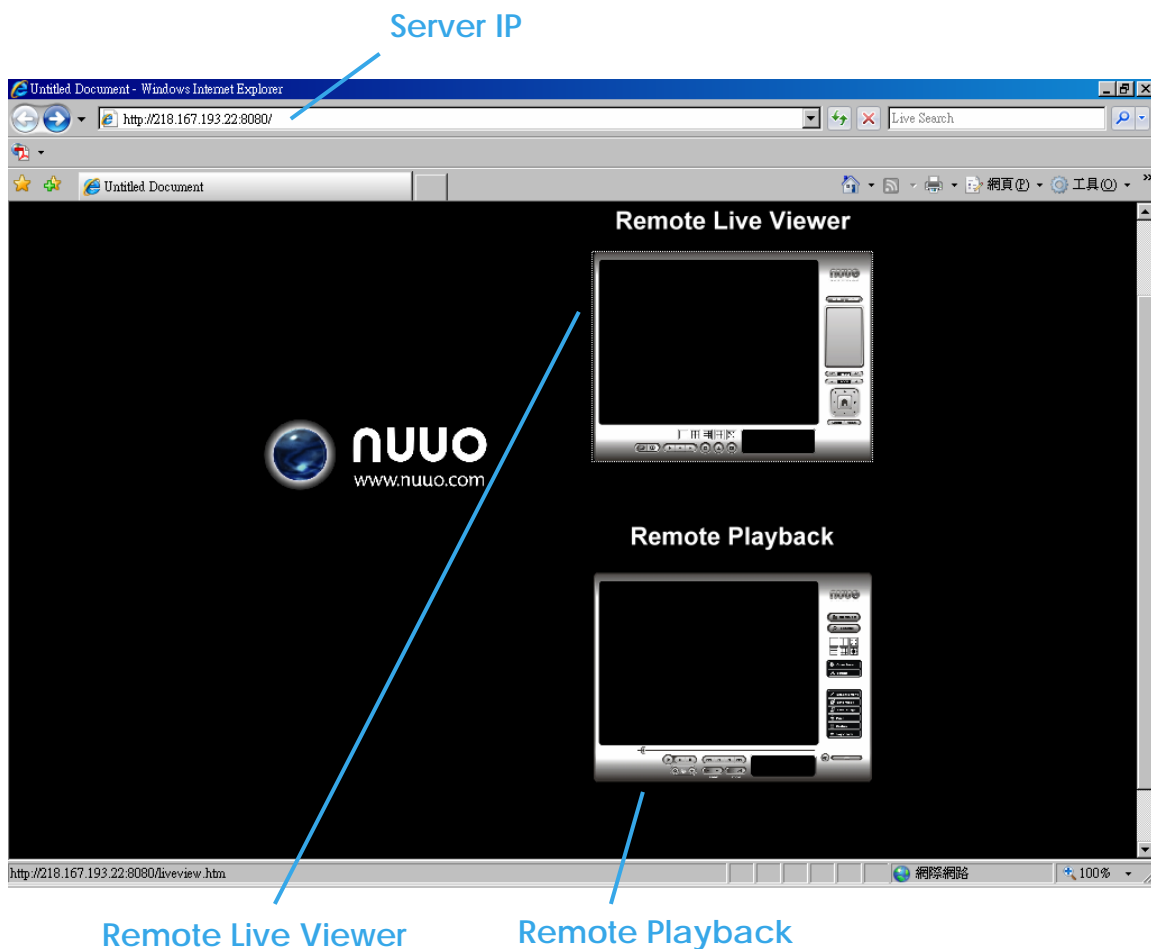 Server IP
Untitled Document - Windows Internet Explorer
http://218.167.193.22:8080/
Live Search
Untitled Document
網頁(P)
工具(O)
Remote Live Viewer
nuuo
www.nuuo.com
Remote Playback
http://218.167.193.22:8080/liveview.htm
網際網路
100%
Remote Live Viewer
Remote Playback